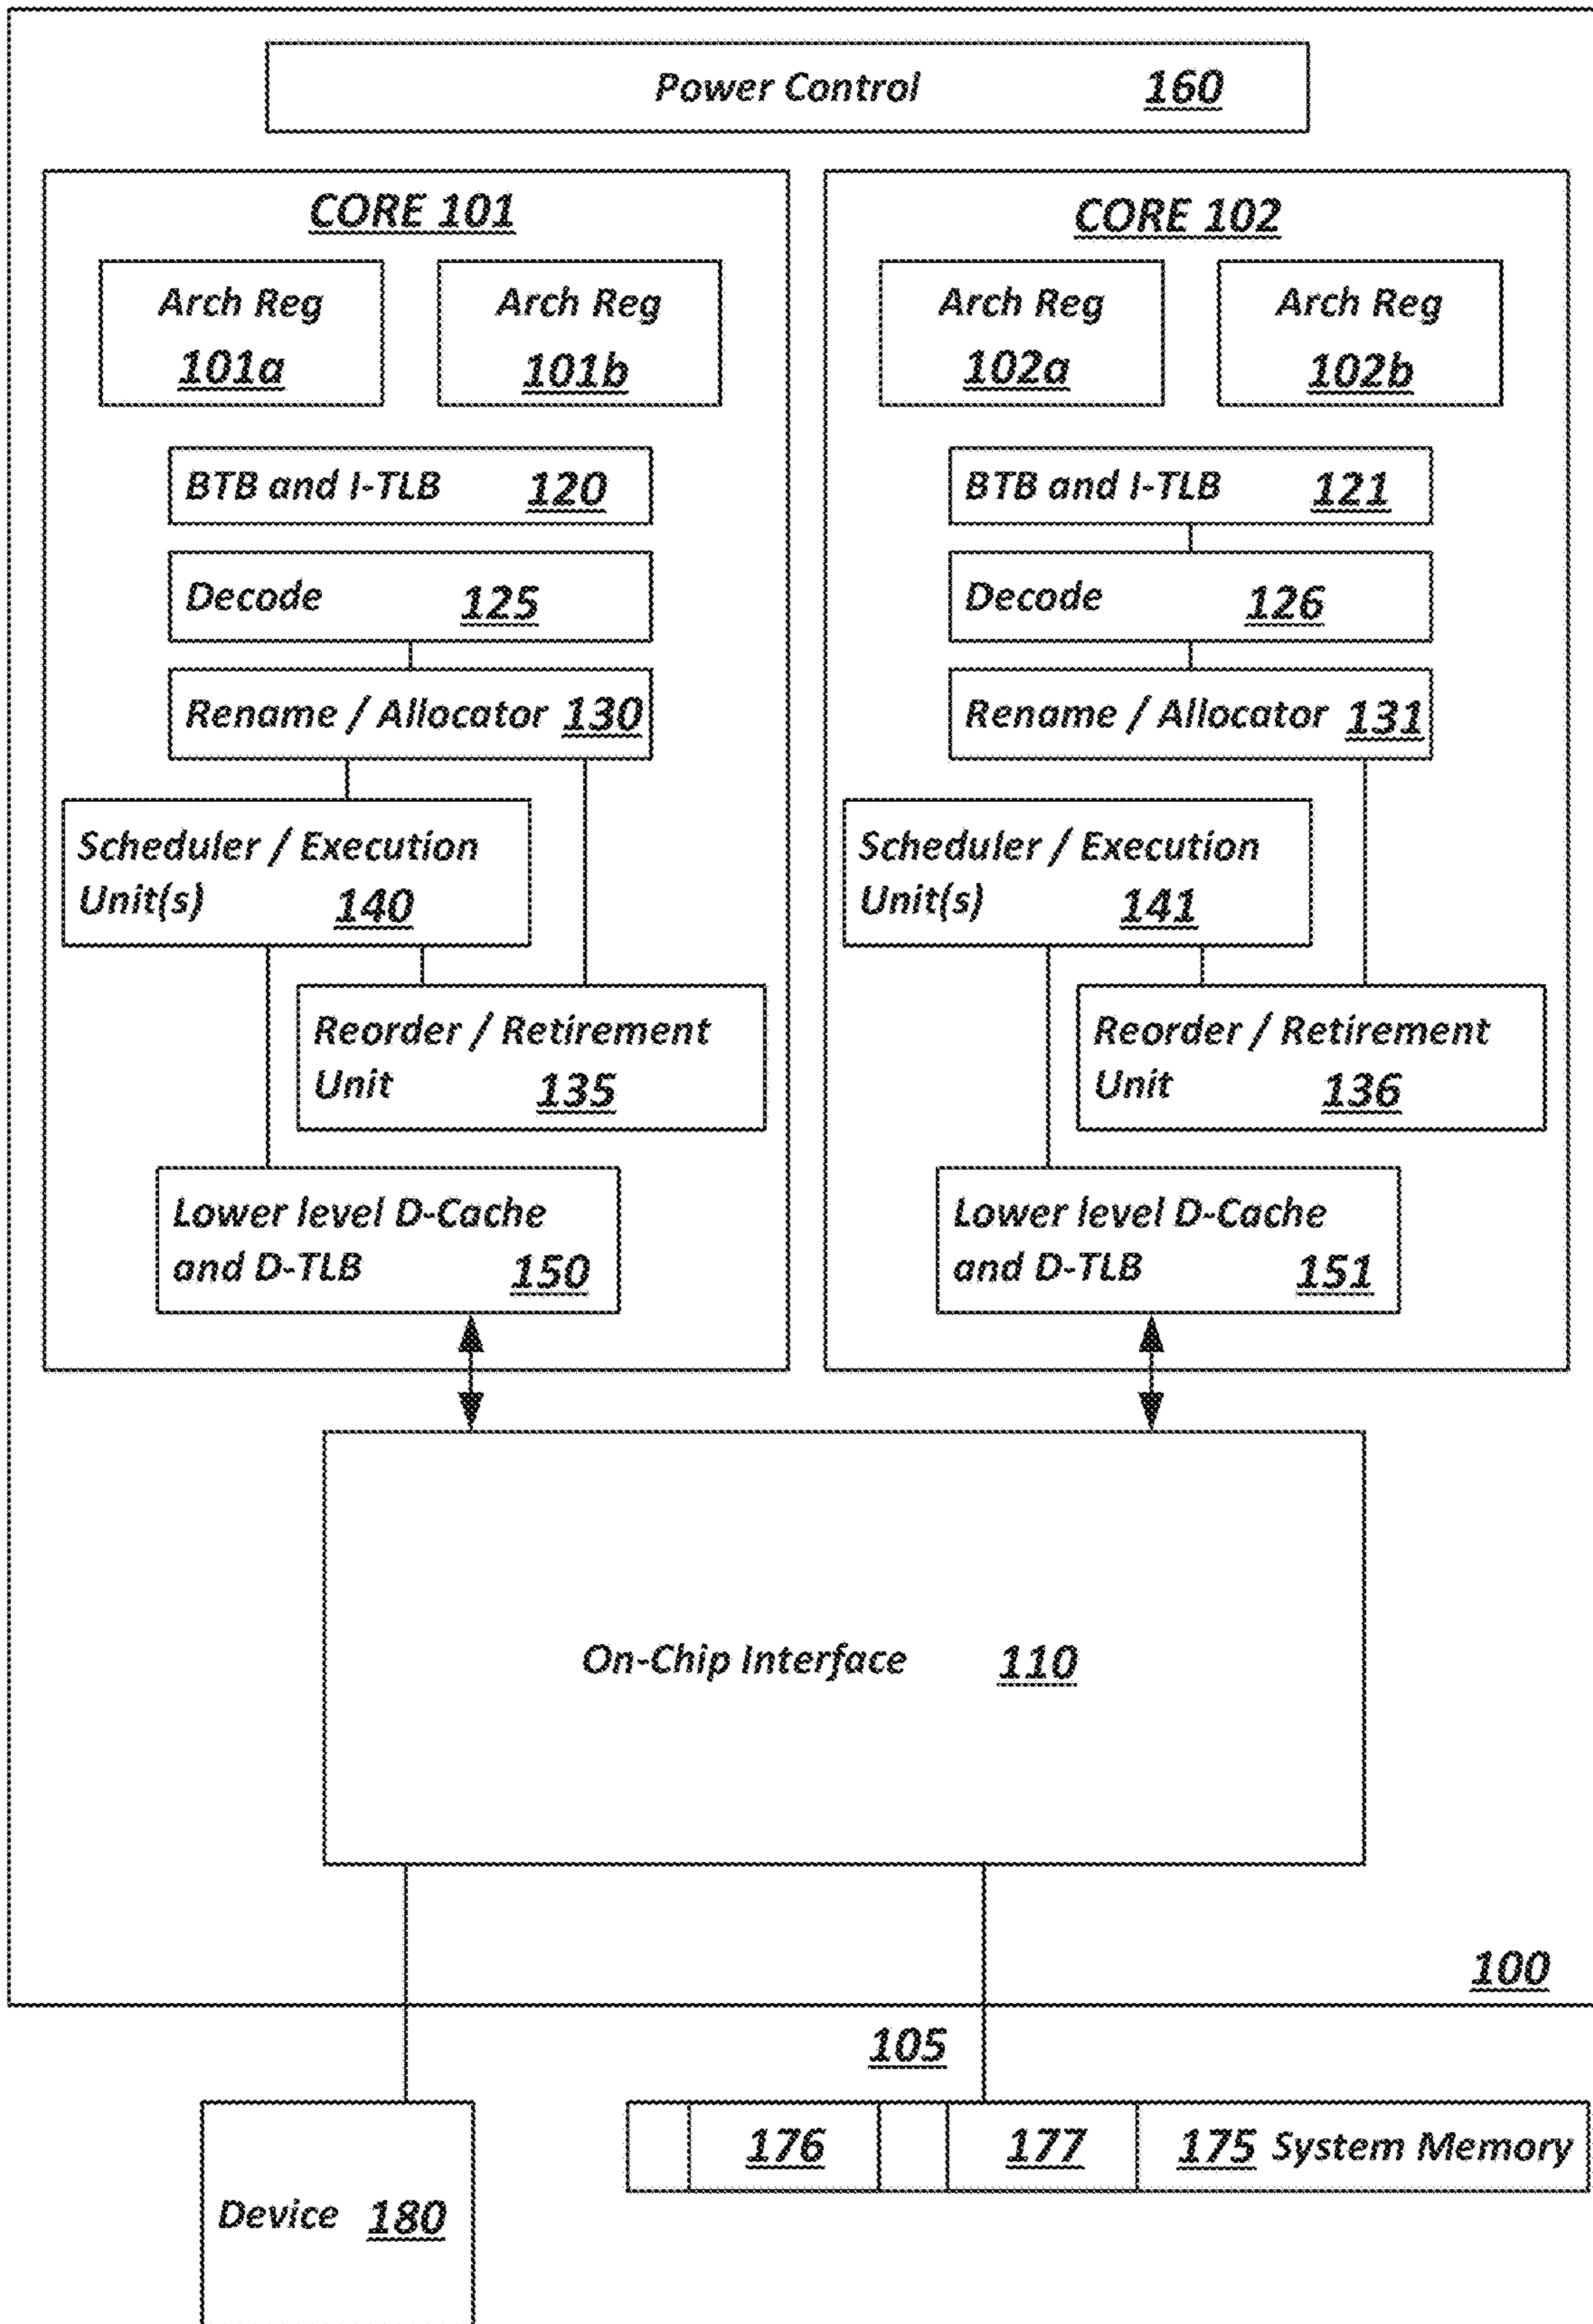 Power Control 160
CORE 101
Arch Reg
101a
Arch Reg
101b
BTB and I-TLB 120
Decode 125
Rename / Allocator 130
Scheduler / Execution
Unit(s) 140
Reorder / Retirement
Unit 135
Lower level D-Cache
and D-TLB 150
CORE 102
Arch Reg
102a
Arch Reg
102b
BTB and I-TLB 121
Decode 126
Rename / Allocator 131
Scheduler / Execution
Unit(s) 141
Reorder / Retirement
Unit 136
Lower level D-Cache
and D-TLB 151
On-Chip Interface 110
100
105
176 177 175 System Memory
Device 180